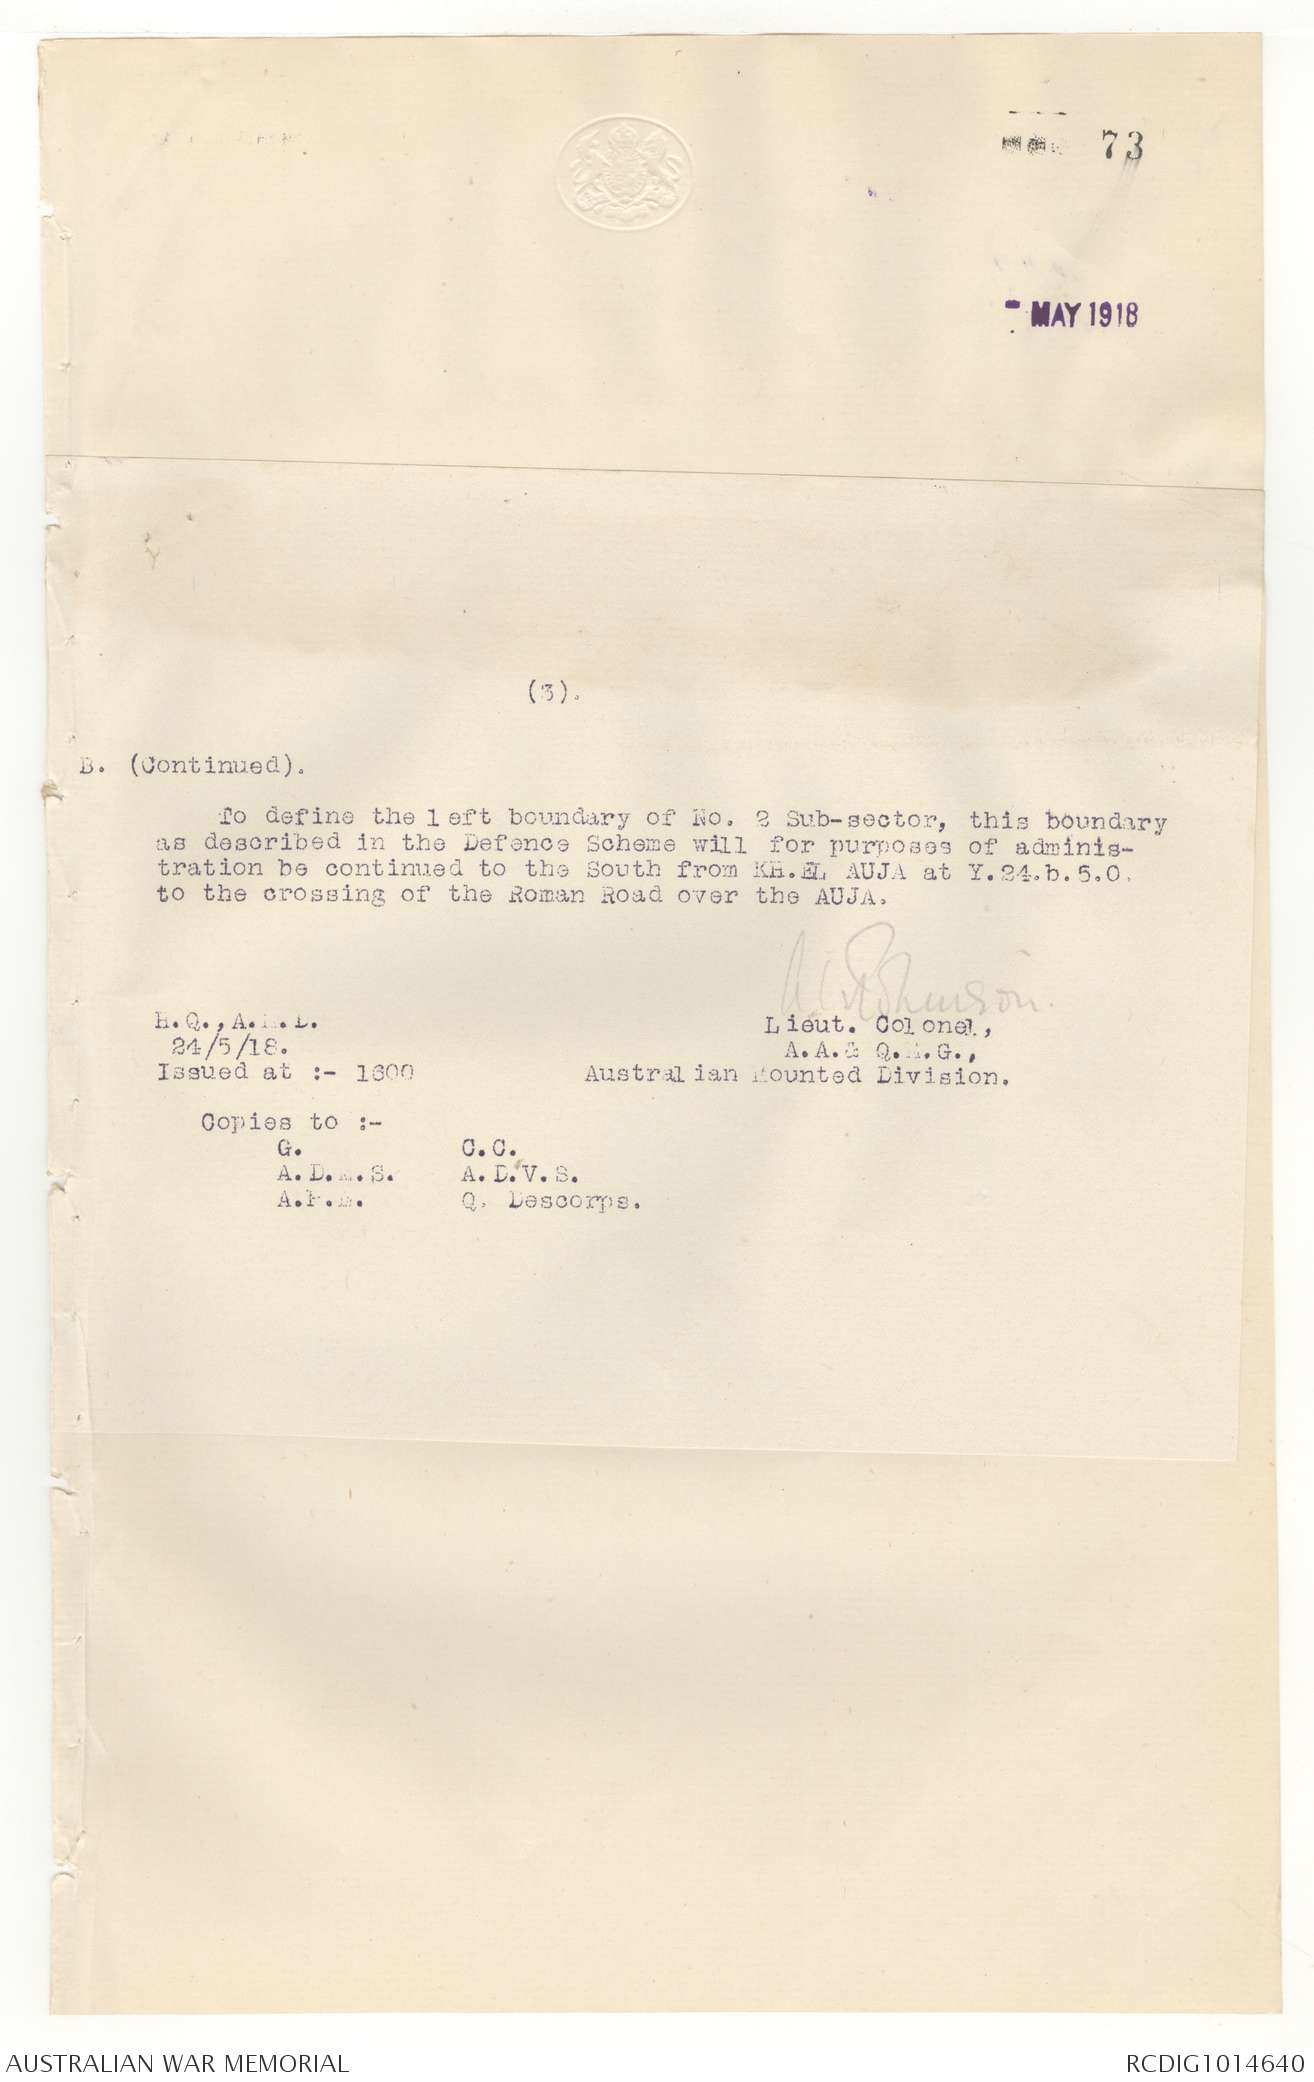 73
MAY 1918
(3).
B. (Continued).
To define the left boundary of No. 2 Sub-sector, this boundary
as described in the Defence Scheme will for purposes of adminis-
tration be continued to the South from KH.EL AUJA at Y.24.b.5.0.
to the crossing of the Roman Road over the AUJA.
H.Q., A.M.D.
24/5/18.
Issued at :- 1600
Lieut. Colonel,
A.A.& Q.M.G.,
Australian Mounted Division.
Copies to :-
G. C.C.
A.D.M.S. A.D.V.S.
A.P.M. Q. Descorps.
AUSTRALIAN WAR MEMORIAL
RCDIG1014640